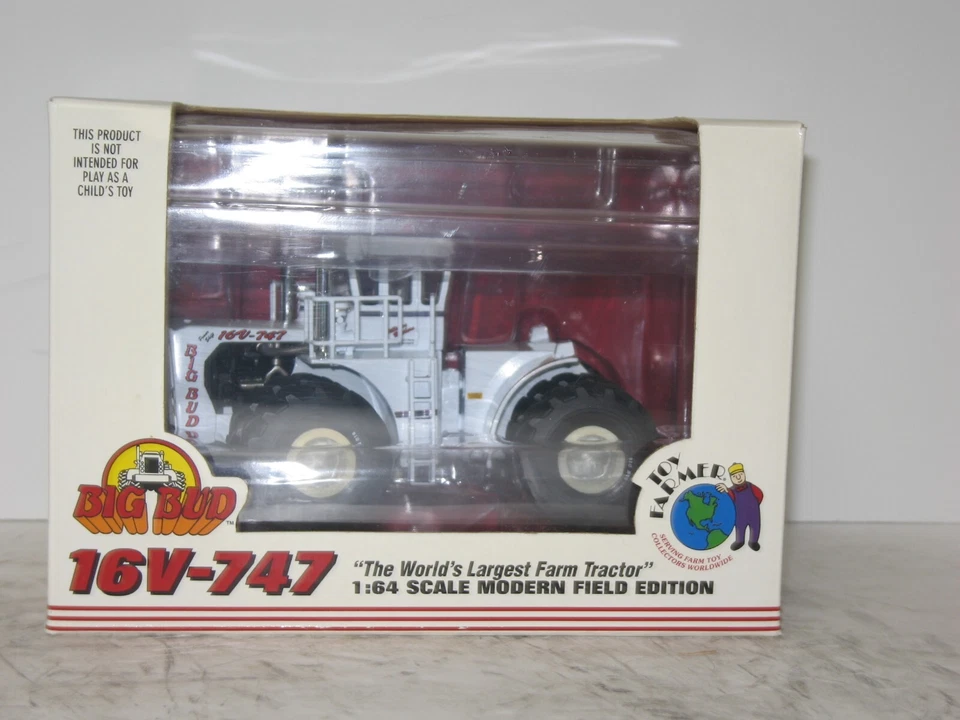 THIS PRODUCT
IS NOT
INTENDED FOR
PLAY AS A
CHILD'S TOY
16V-747
BIG BUD
BIG BUD™
TOY
FARMER®
SERVING FARM TOY
COLLECTORS WORLDWIDE
16V-747
"The World's Largest Farm Tractor"
1:64 SCALE MODERN FIELD EDITION